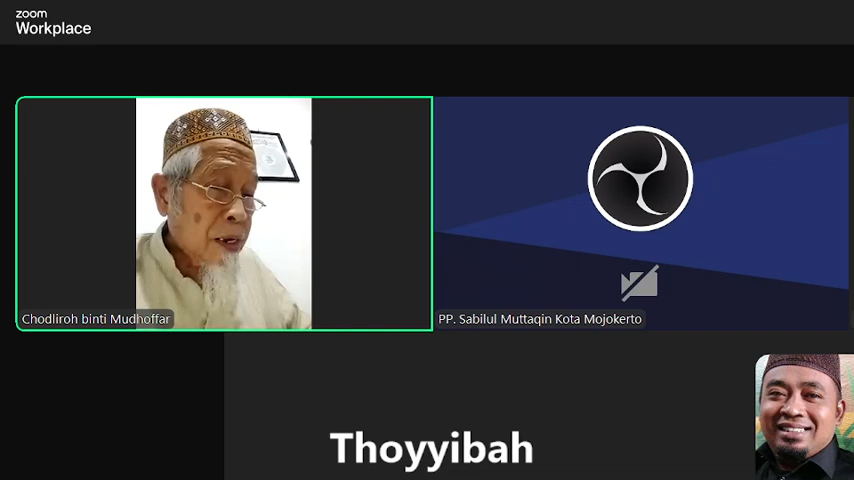 zoom
Workplace
Chodliroh binti Mudhoffar
PP. Sabilul Muttaqin Kota Mojokerto
Thoyyibah